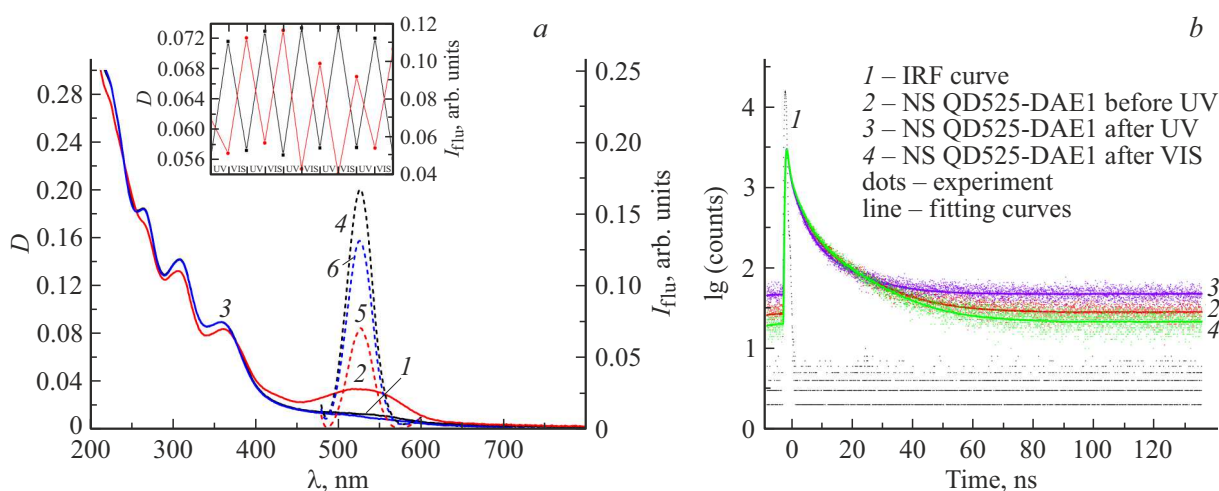 a
0.072
0.068
0.064
0.060
0.056
D
0.12
0.10
0.08
0.06
0.04
I flu, arb. units
UV VIS UV VIS UV VIS UV VIS UV VIS
0.28
0.24
0.20
0.16
0.12
0.08
0.04
0
D
0.25
0.20
0.15
0.10
0.05
0
I flu, arb. units
4
6
5
3
2
1
200 300 400 500 600 700
λ, nm
b
1 – IRF curve
2 – NS QD525-DAE1 before UV
3 – NS QD525-DAE1 after UV
4 – NS QD525-DAE1 after VIS
dots – experiment
line – fitting curves
1
4
3
2
1
0
lg (counts)
3
2
4
0 20 40 60 80 100 120
Time, ns